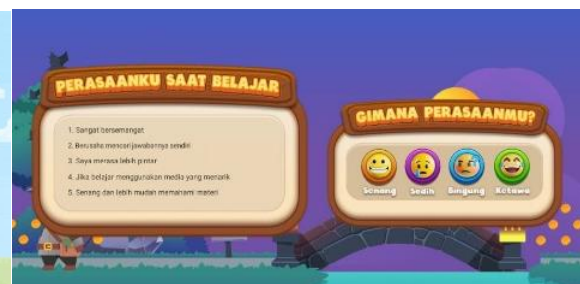 PERASAANKU SAAT BELAJAR
1. Sangat bersemangat
2. Berusaha mencari jawabannya sendiri
3. Saya merasa lebih pintar
4. Jika belajar menggunakan media yang menarik
5. Senang dan lebih mudah memahami materi
GIMANA PERASAANMU?
Senang Sedih Bingung Ketawa